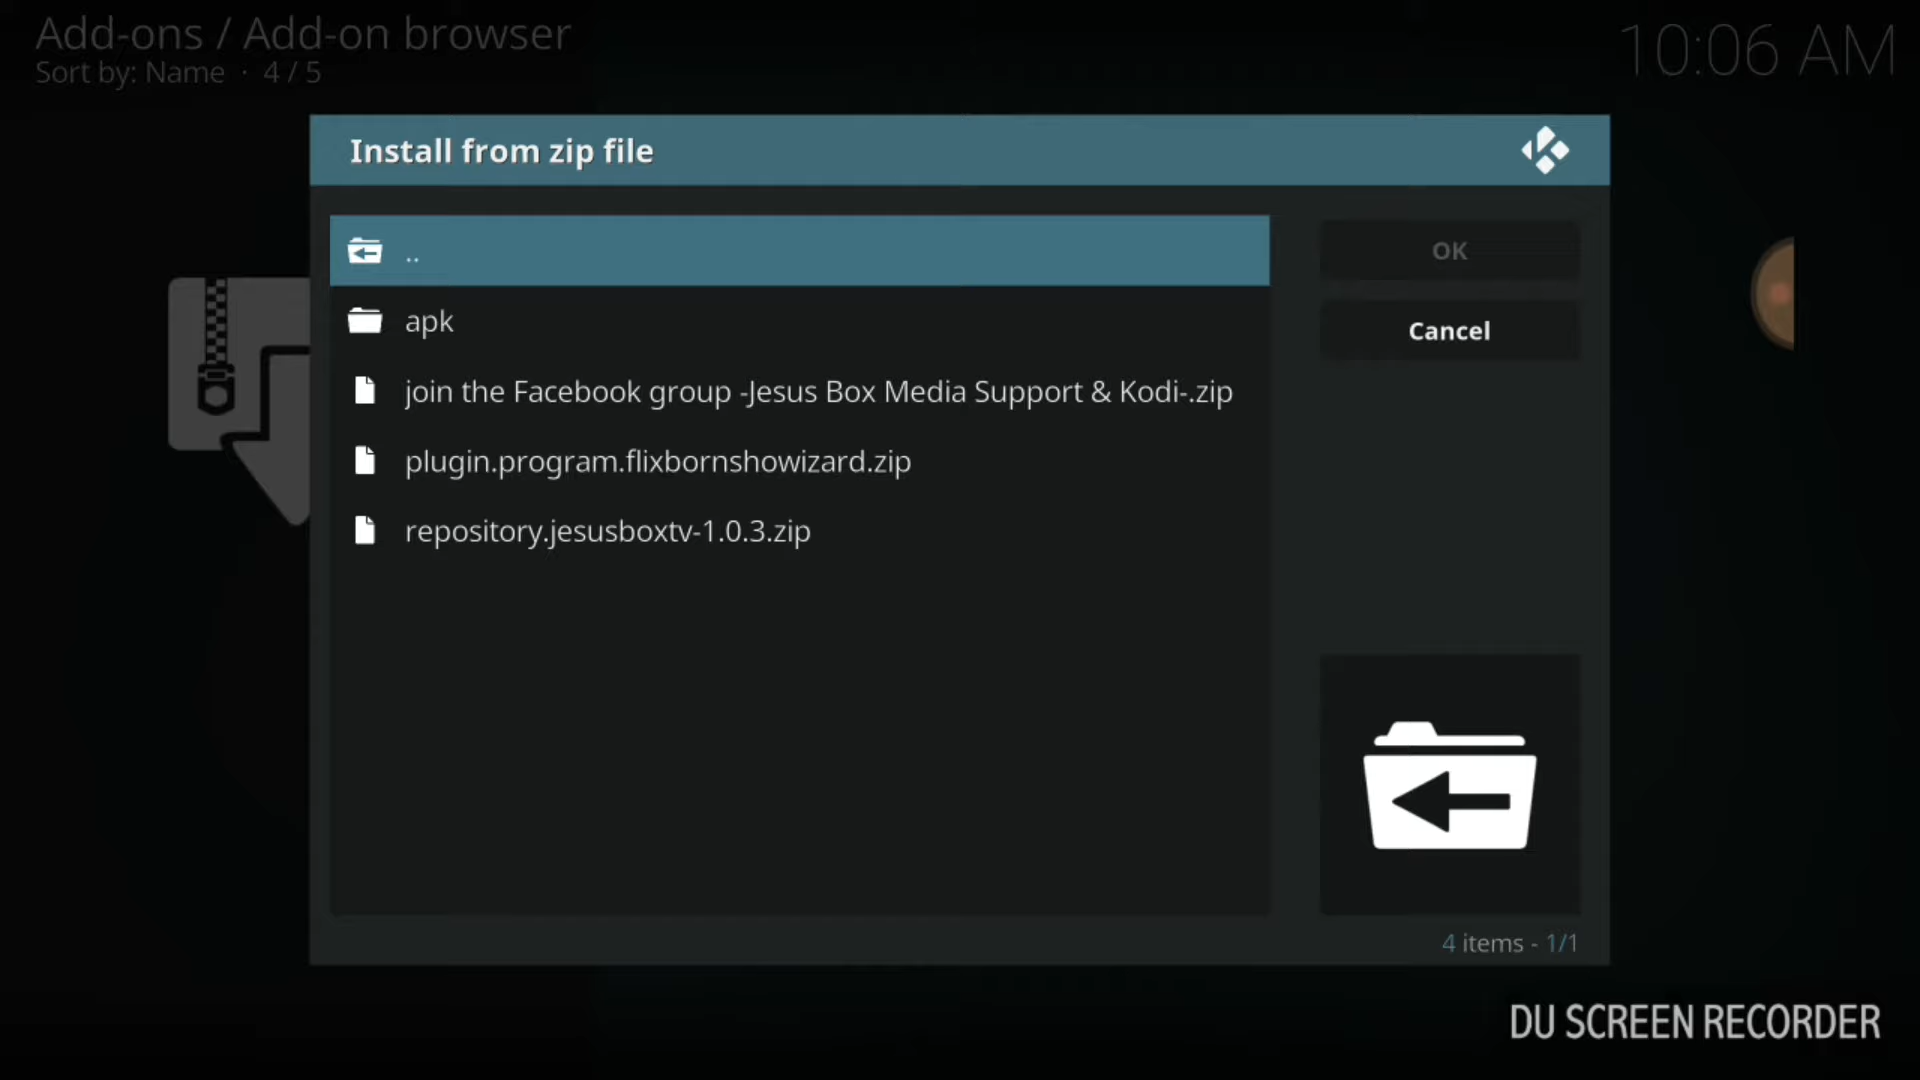 Add-ons / Add-on browser
Sort by: Name · 4 / 5
10:06 AM
Install from zip file
..
OK
apk
Cancel
join the Facebook group -Jesus Box Media Support & Kodi-.zip
plugin.program.flixbornshowizard.zip
repository.jesusboxtv-1.0.3.zip
4 items - 1/1
DU SCREEN RECORDER